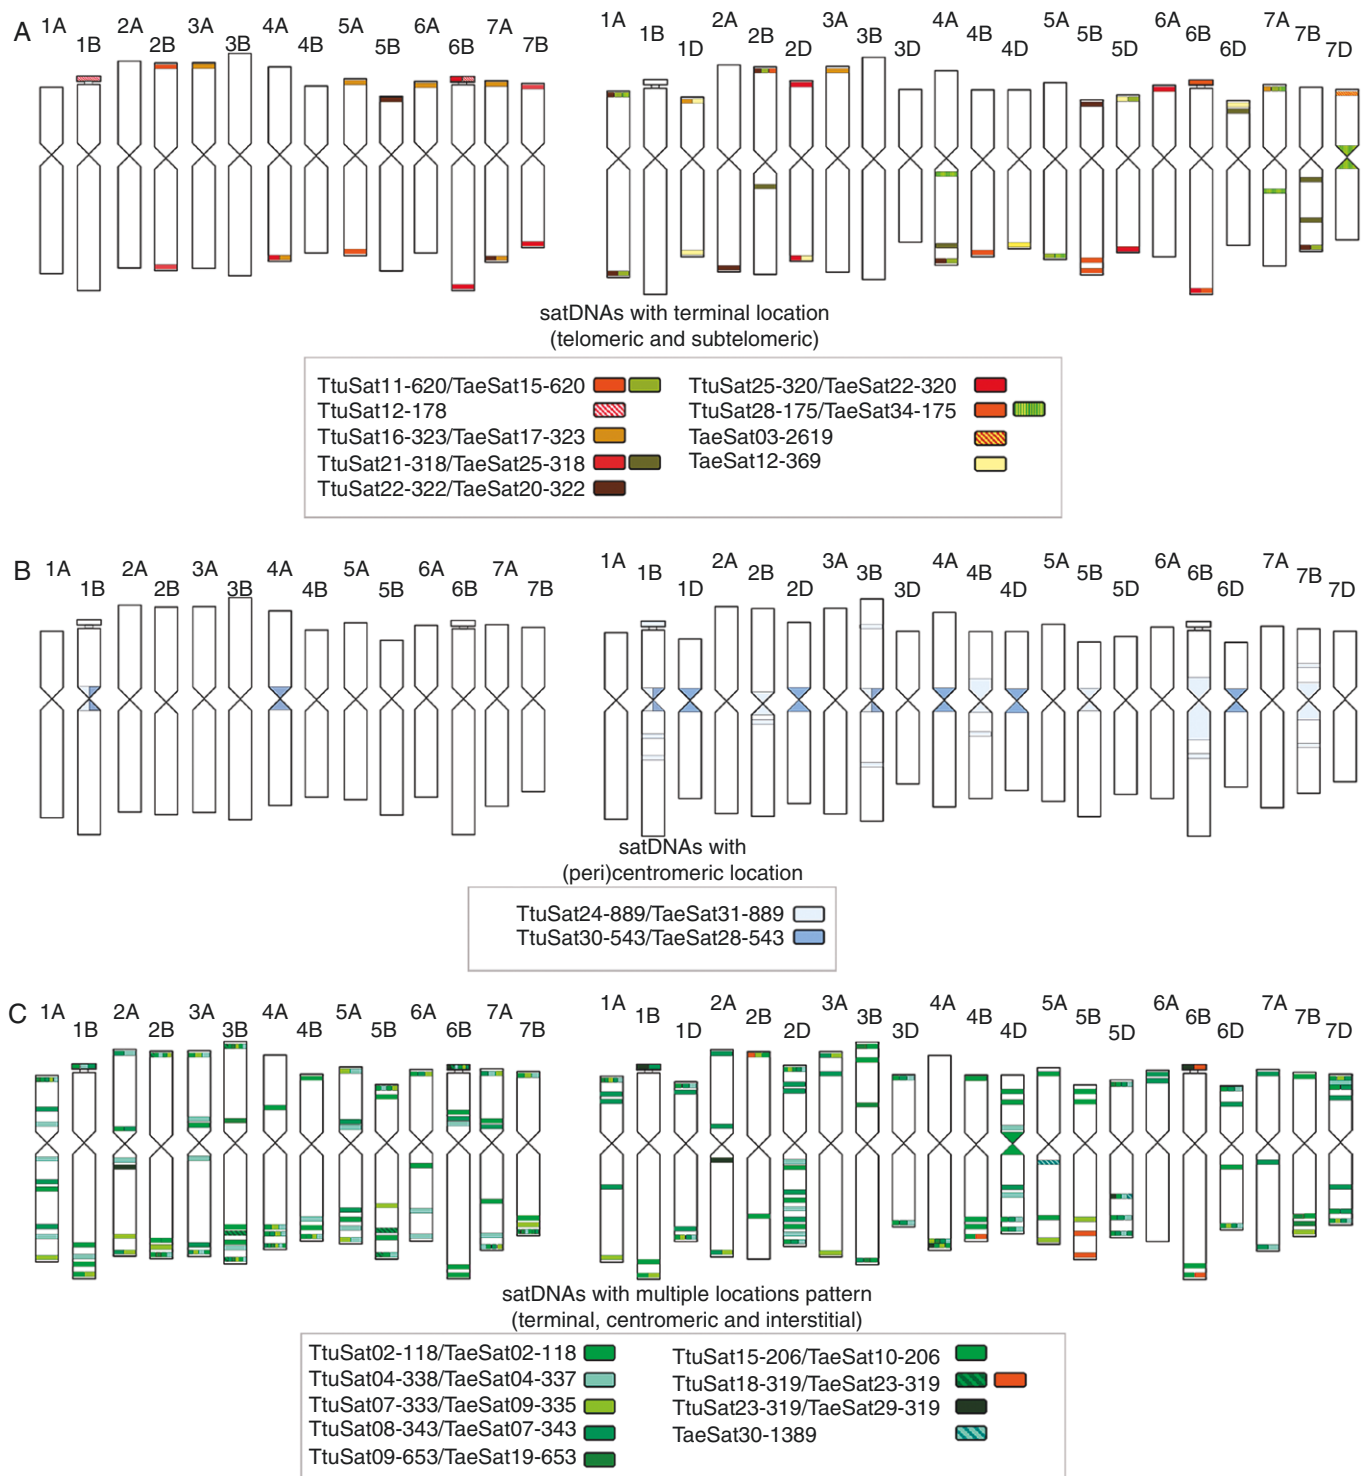 A
1A 1B 2A 2B 3A 3B 4A 4B 5A 5B 6A 6B 7A 7B
1A 1B 1D 2A 2B 2D 3A 3B 3D 4A 4B 4D 5A 5B 5D 6A 6B 6D 7A 7B 7D
satDNAs with terminal location
(telomeric and subtelomeric)
TtuSat11-620/TaeSat15-620
TtuSat12-178
TtuSat16-323/TaeSat17-323
TtuSat21-318/TaeSat25-318
TtuSat22-322/TaeSat20-322
TtuSat25-320/TaeSat22-320
TtuSat28-175/TaeSat34-175
TaeSat03-2619
TaeSat12-369
B
1A 1B 2A 2B 3A 3B 4A 4B 5A 5B 6A 6B 7A 7B
1A 1B 1D 2A 2B 2D 3A 3B 3D 4A 4B 4D 5A 5B 5D 6A 6B 6D 7A 7B 7D
satDNAs with
(peri)centromeric location
TtuSat24-889/TaeSat31-889
TtuSat30-543/TaeSat28-543
C
1A 1B 2A 2B 3A 3B 4A 4B 5A 5B 6A 6B 7A 7B
1A 1B 1D 2A 2B 2D 3A 3B 3D 4A 4B 4D 5A 5B 5D 6A 6B 6D 7A 7B 7D
satDNAs with multiple locations pattern
(terminal, centromeric and interstitial)
TtuSat02-118/TaeSat02-118
TtuSat04-338/TaeSat04-337
TtuSat07-333/TaeSat09-335
TtuSat08-343/TaeSat07-343
TtuSat09-653/TaeSat19-653
TtuSat15-206/TaeSat10-206
TtuSat18-319/TaeSat23-319
TtuSat23-319/TaeSat29-319
TaeSat30-1389